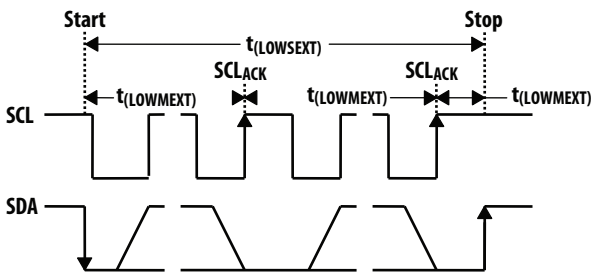 Start Stop
t(LOWSEXT)
SCLACK SCLACK
t(LOWMEXT) t(LOWMEXT) t(LOWMEXT)
SCL
SDA